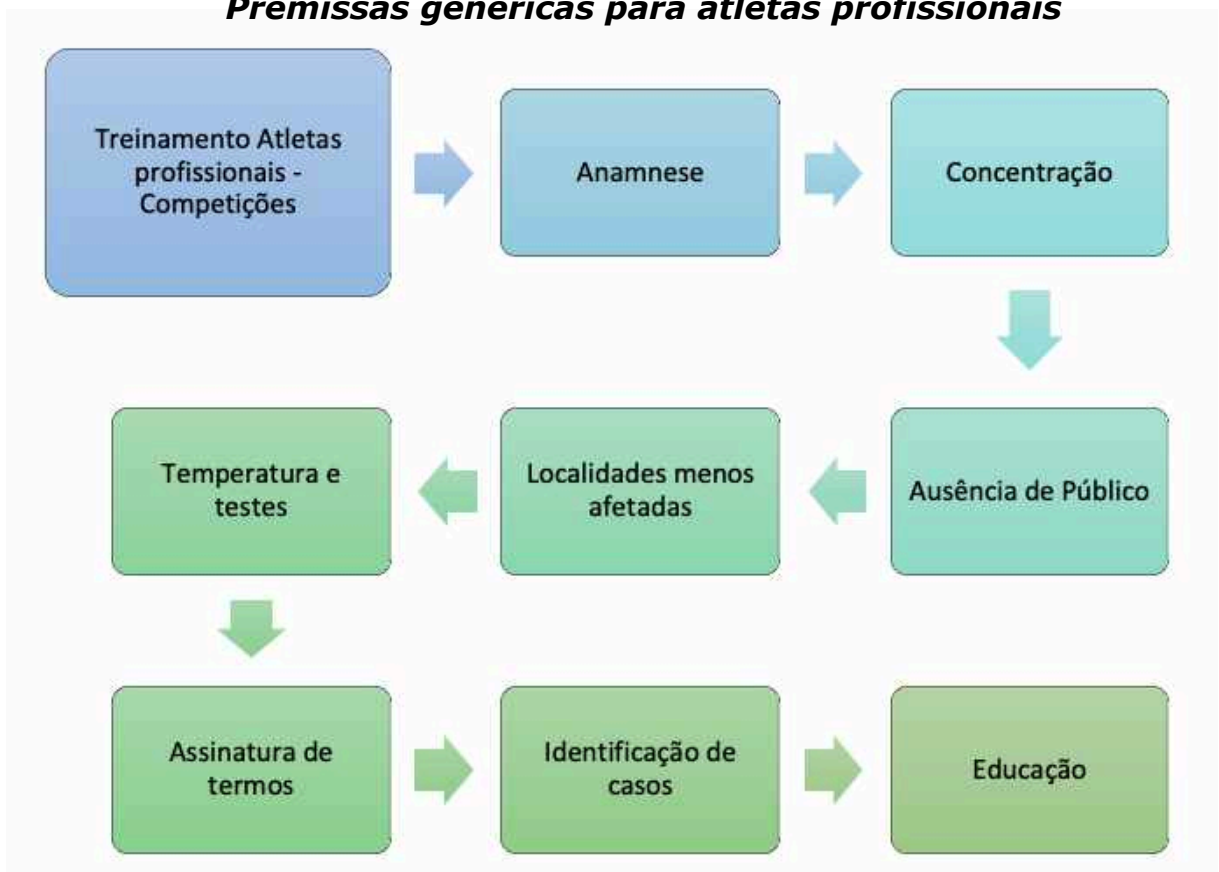 Premissas genéricas para atletas profissionais
Treinamento Atletas
profissionais -
Competições
Anamnese
Concentração
Ausência de Público
Localidades menos
afetadas
Temperatura e
testes
Assinatura de
termos
Identificação de
casos
Educação